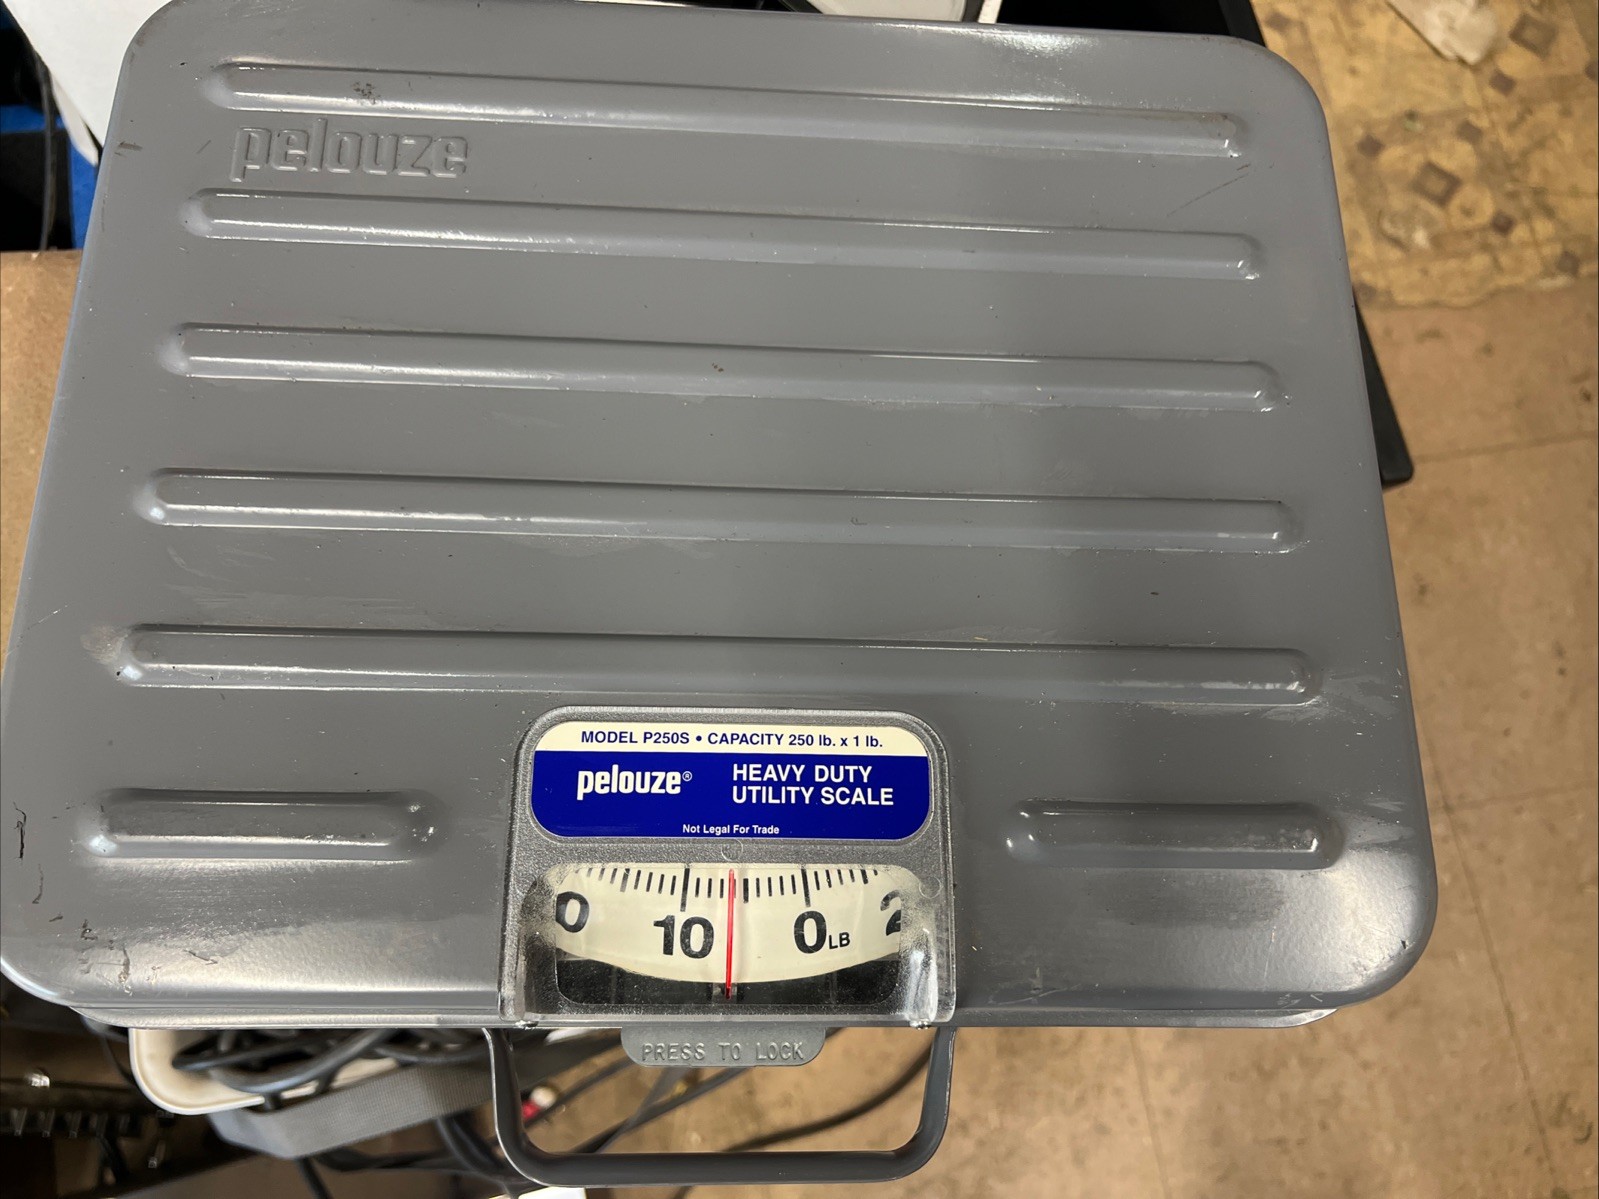 pelouze
MODEL P250S • CAPACITY 250 lb. x 1 lb.
pelouze®
HEAVY DUTY
UTILITY SCALE
Not Legal For Trade
0 10 0LB 2
PRESS TO LOCK